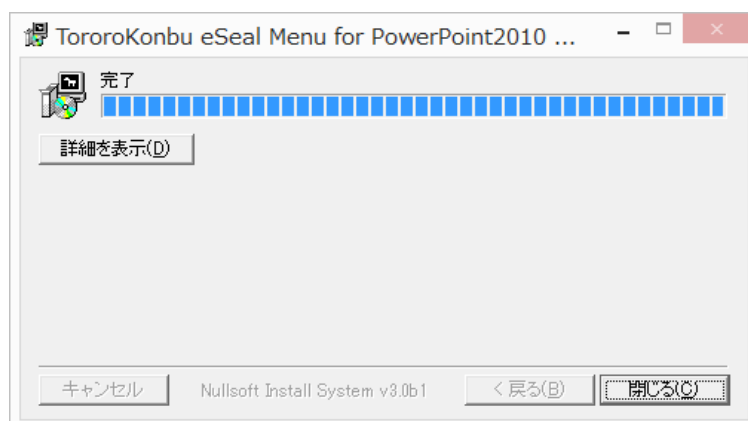 TororoKonbu eSeal Menu for PowerPoint2010 ...
完了
詳細を表示(D)
キャンセル Nullsoft Install System v3.0b1 < 戻る(B) 閉じる(C)